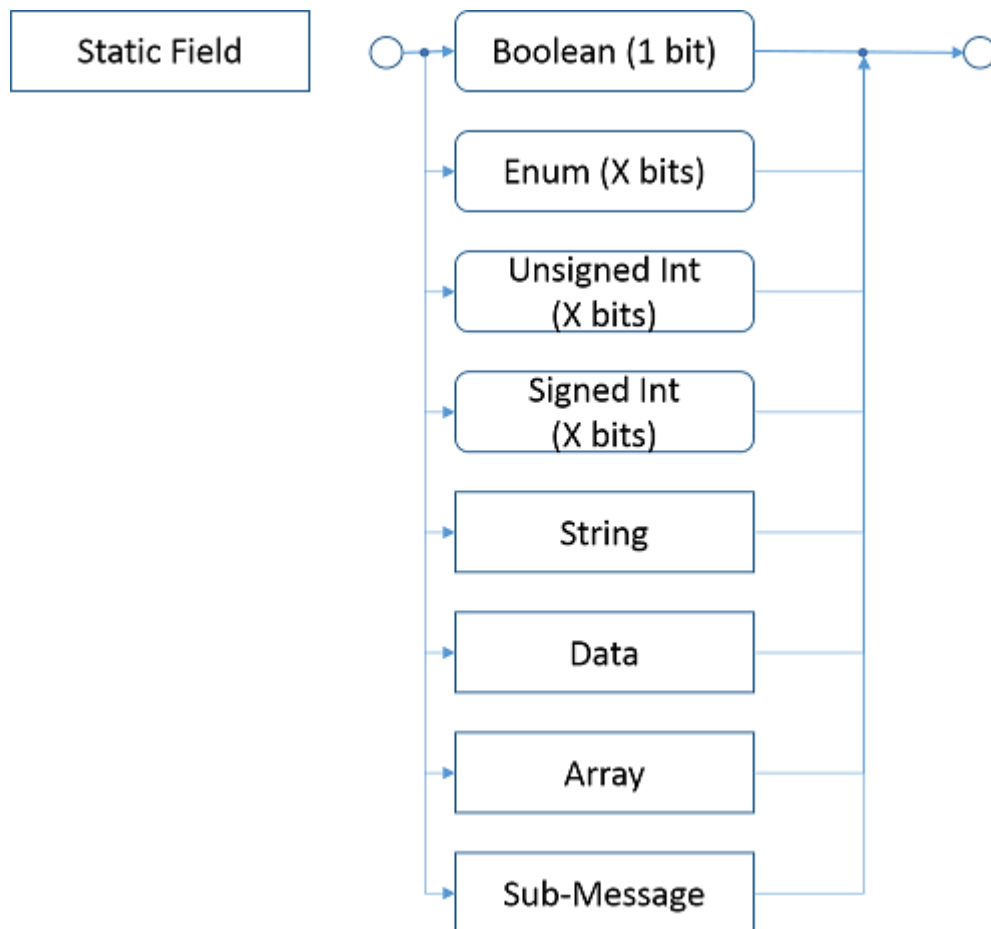 Static Field
Boolean (1 bit)
Enum (X bits)
Unsigned Int
(X bits)
Signed Int
(X bits)
String
Data
Array
Sub-Message